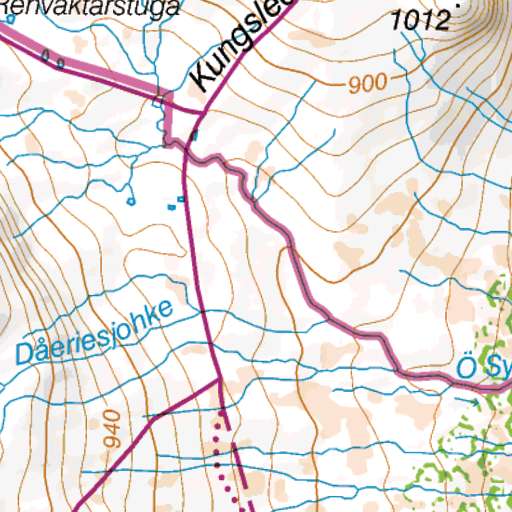 Renvaktarstuga
1012
Kungsled
900
Dåeriesjohke
Ö Sy
940